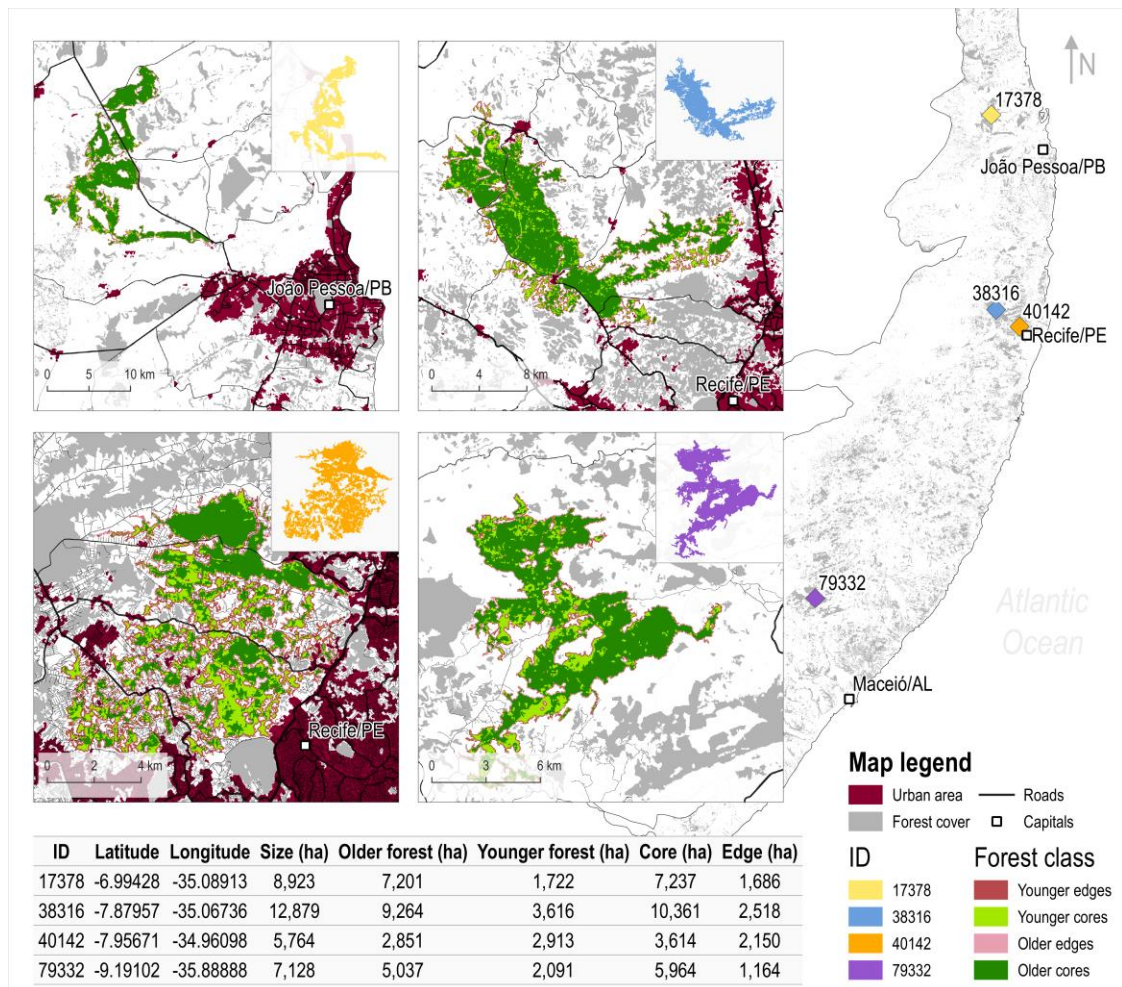 N
17378
João Pessoa/PB
38316
40142
Recife/PE
79332
Maceió/AL
Atlantic
Ocean
João Pessoa/PB
0 5 10 km
Recife/PE
0 4 8 km
Recife/PE
0 2 4 km
0 3 6 km
Map legend
Urban area Roads
Forest cover Capitals
ID Forest class
17378 Younger edges
38316 Younger cores
40142 Older edges
79332 Older cores
ID Latitude Longitude Size (ha) Older forest (ha) Younger forest (ha) Core (ha) Edge (ha)
17378 -6.99428 -35.08913 8,923 7,201 1,722 7,237 1,686
38316 -7.87957 -35.06736 12,879 9,264 3,616 10,361 2,518
40142 -7.95671 -34.96098 5,764 2,851 2,913 3,614 2,150
79332 -9.19102 -35.88888 7,128 5,037 2,091 5,964 1,164